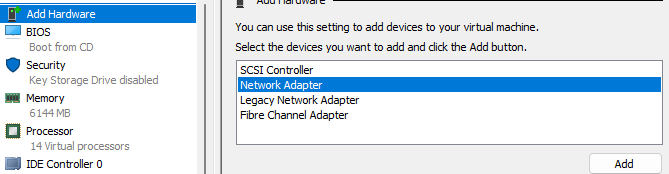 Add Hardware
BIOS
Boot from CD
Security
Key Storage Drive disabled
Memory
6144 MB
Processor
14 Virtual processors
IDE Controller 0
Add Hardware
You can use this setting to add devices to your virtual machine.
Select the devices you want to add and click the Add button.
SCSI Controller
Network Adapter
Legacy Network Adapter
Fibre Channel Adapter
Add